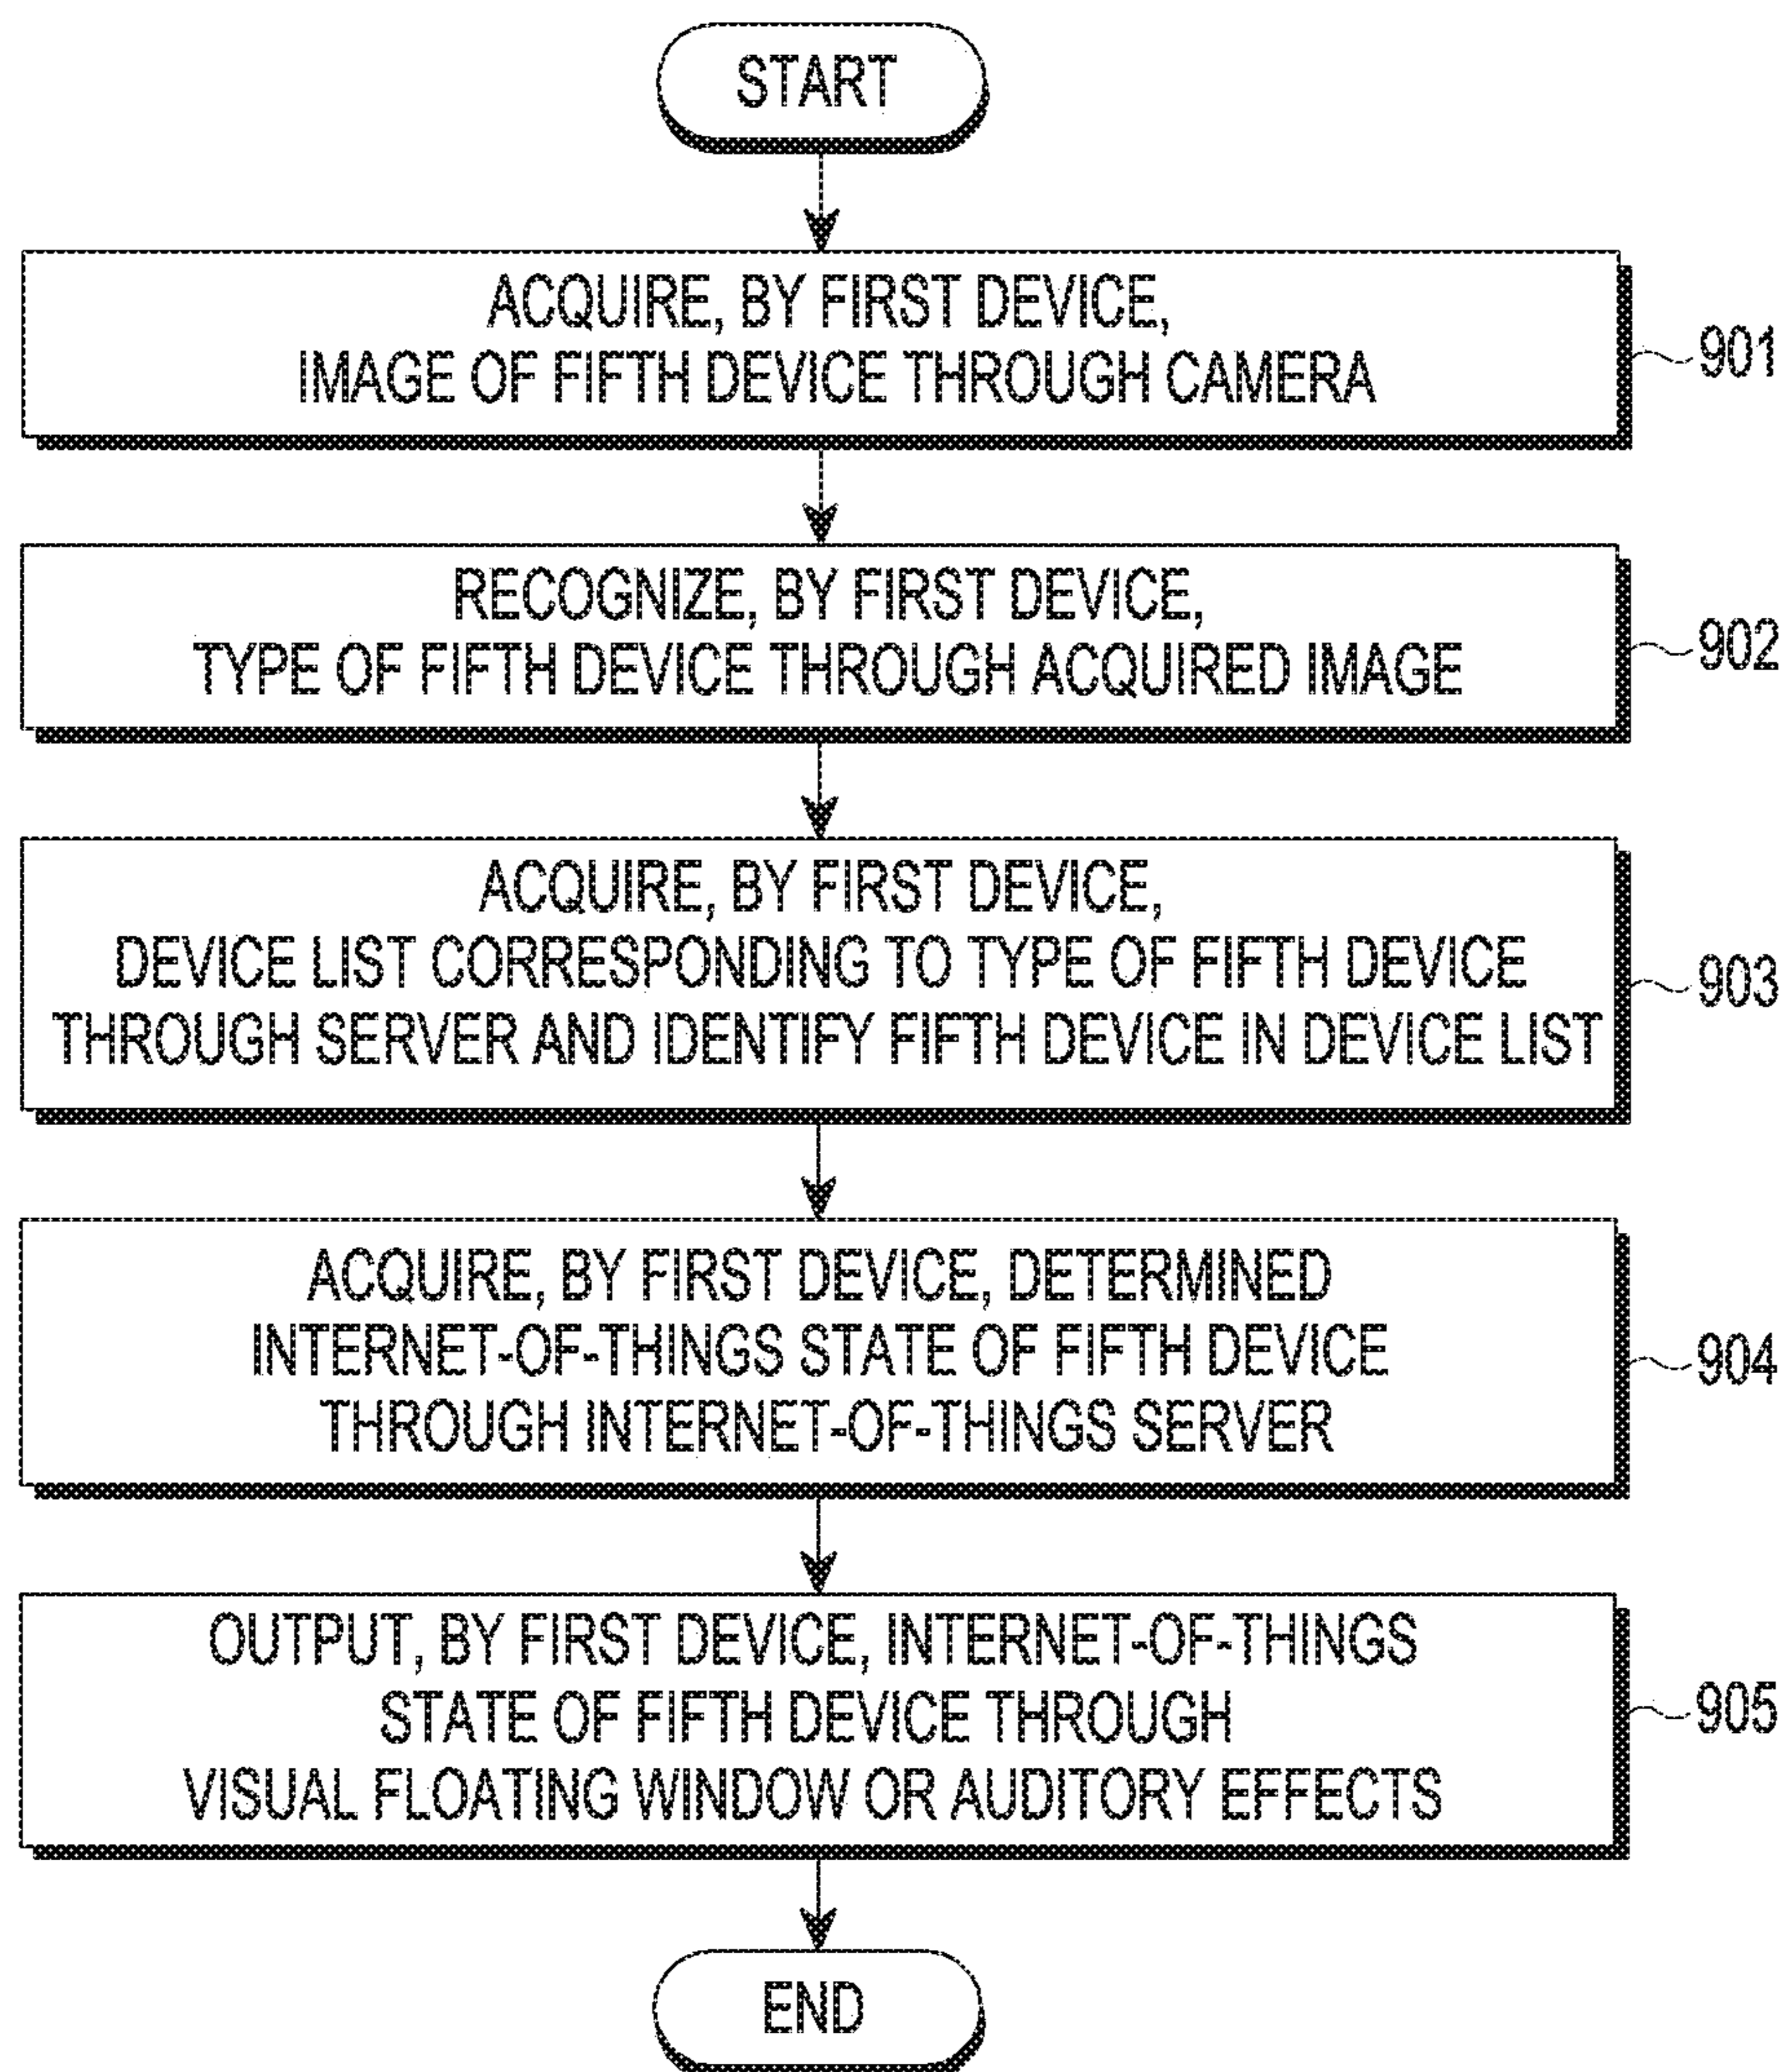 START
ACQUIRE, BY FIRST DEVICE,
IMAGE OF FIFTH DEVICE THROUGH CAMERA
901
RECOGNIZE, BY FIRST DEVICE,
TYPE OF FIFTH DEVICE THROUGH ACQUIRED IMAGE
902
ACQUIRE, BY FIRST DEVICE,
DEVICE LIST CORRESPONDING TO TYPE OF FIFTH DEVICE
THROUGH SERVER AND IDENTIFY FIFTH DEVICE IN DEVICE LIST
903
ACQUIRE, BY FIRST DEVICE, DETERMINED
INTERNET-OF-THINGS STATE OF FIFTH DEVICE
THROUGH INTERNET-OF-THINGS SERVER
904
OUTPUT, BY FIRST DEVICE, INTERNET-OF-THINGS
STATE OF FIFTH DEVICE THROUGH
VISUAL FLOATING WINDOW OR AUDITORY EFFECTS
905
END